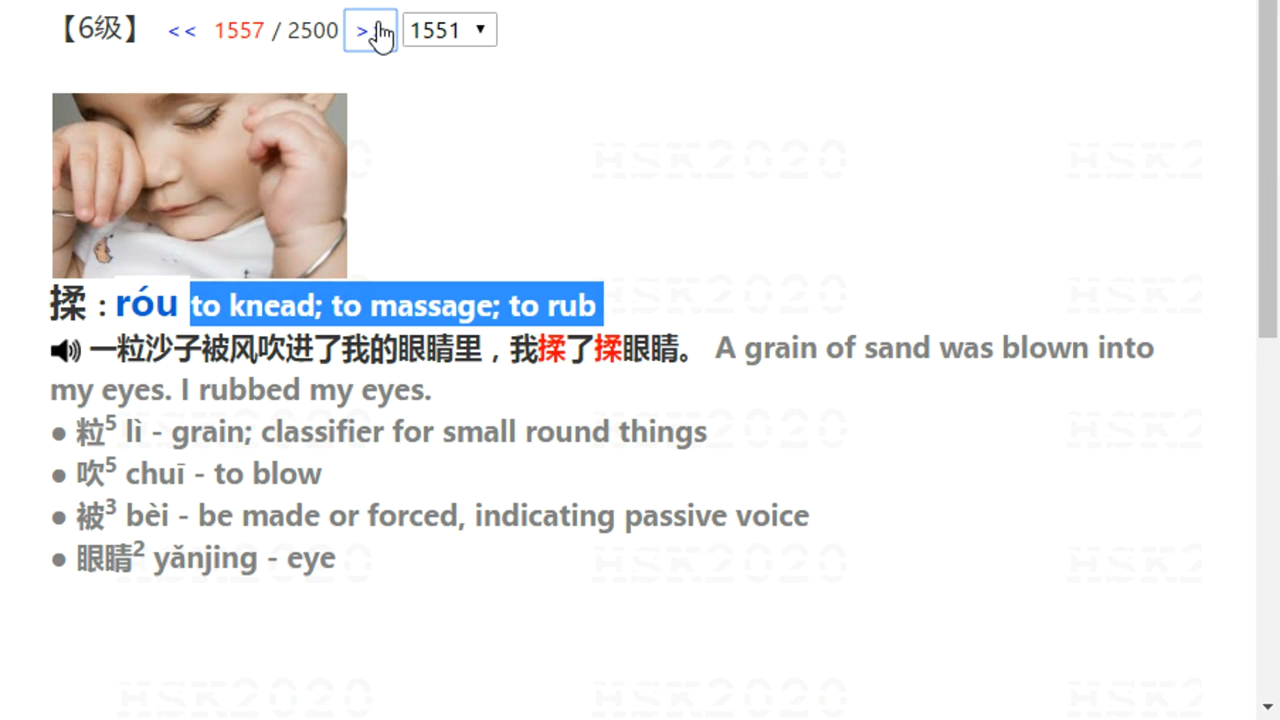 【6级】 << 1557 / 2500 > 1551 ▼
揉 : róu to knead; to massage; to rub
一粒沙子被风吹进了我的眼睛里，我揉了揉眼睛。 A grain of sand was blown into
my eyes. I rubbed my eyes.
● 粒5 lì - grain; classifier for small round things
● 吹5 chuī - to blow
● 被3 bèi - be made or forced, indicating passive voice
● 眼睛2 yǎnjing - eye
HSK2020